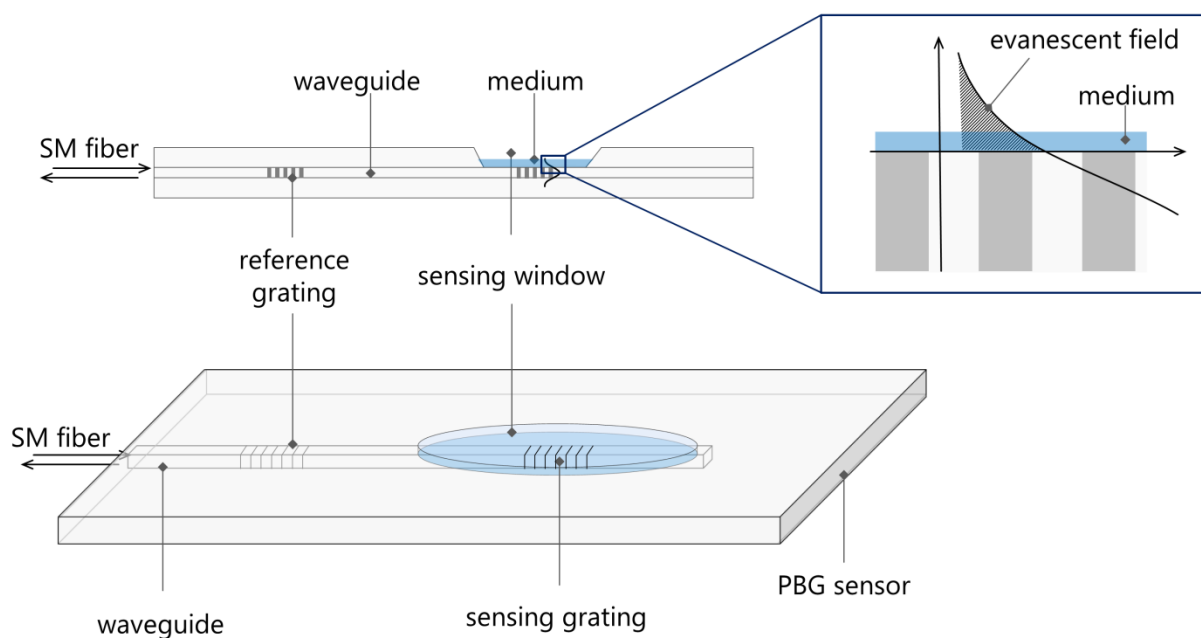 evanescent field
waveguide
medium
medium
SM fiber
reference
grating
sensing window
SM fiber
PBG sensor
sensing grating
waveguide